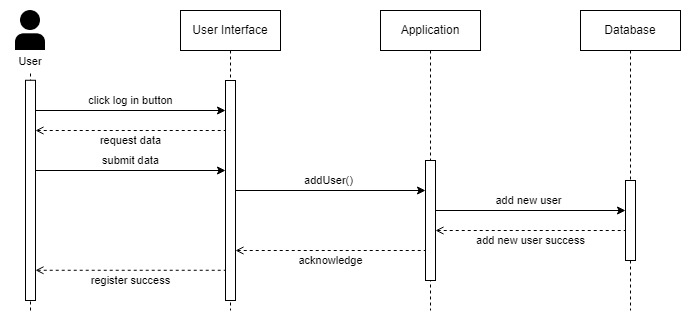 User
User Interface
Application
Database
click log in button
request data
submit data
addUser()
add new user
add new user success
acknowledge
register success